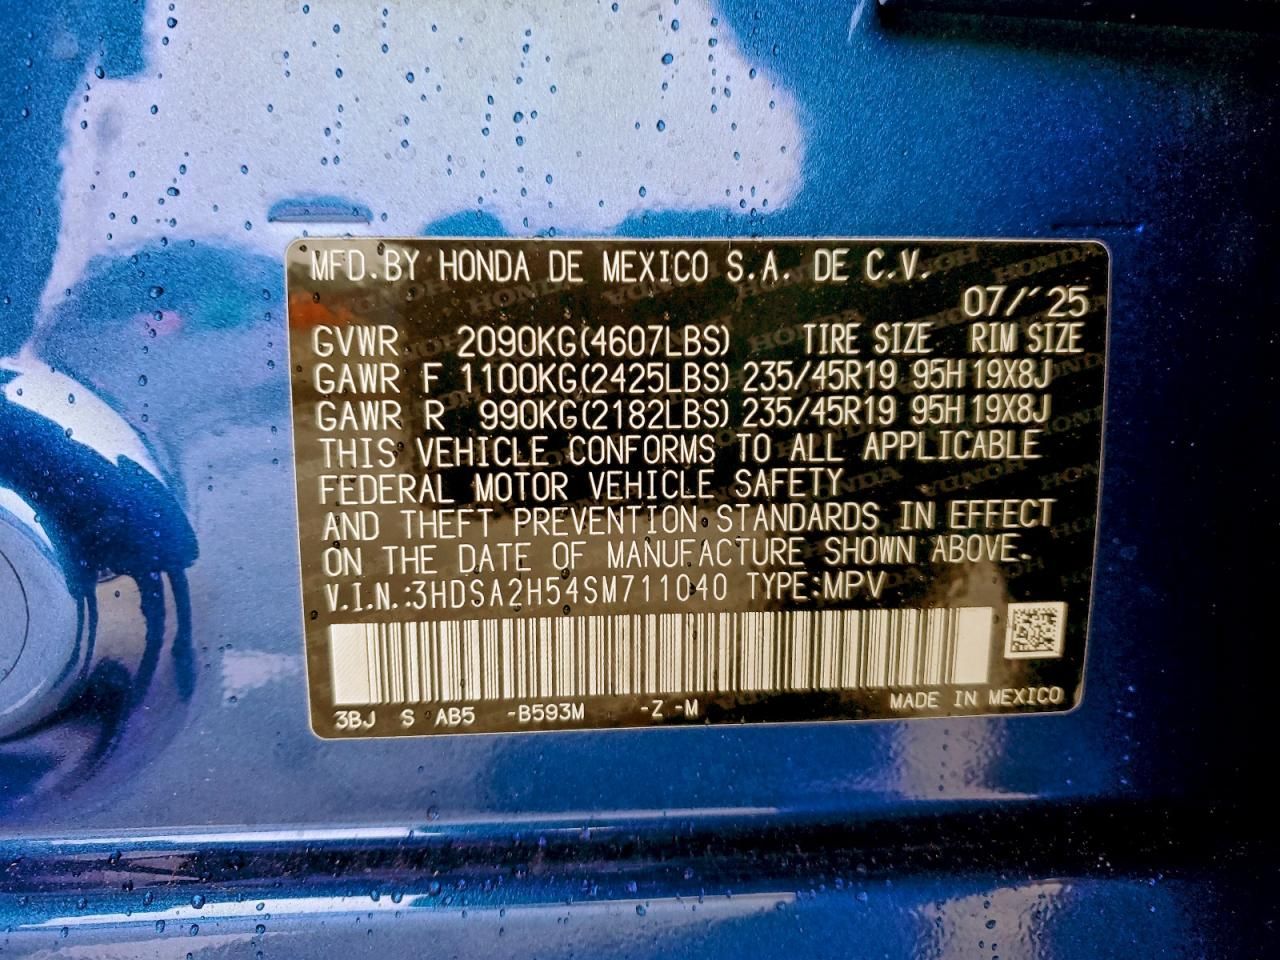 MFD. BY HONDA DE MEXICO S.A. DE C.V.
07/'25
GVWR 2090KG(4607LBS) TIRE SIZE RIM SIZE
GAWR F 1100KG(2425LBS) 235/45R19 95H 19X8J
GAWR R 990KG(2182LBS) 235/45R19 95H 19X8J
THIS VEHICLE CONFORMS TO ALL APPLICABLE
FEDERAL MOTOR VEHICLE SAFETY
AND THEFT PREVENTION STANDARDS IN EFFECT
ON THE DATE OF MANUFACTURE SHOWN ABOVE.
V.I.N.:3HDSA2H54SM711040 TYPE:MPV
3BJ S AB5 -B593M -Z -M MADE IN MEXICO